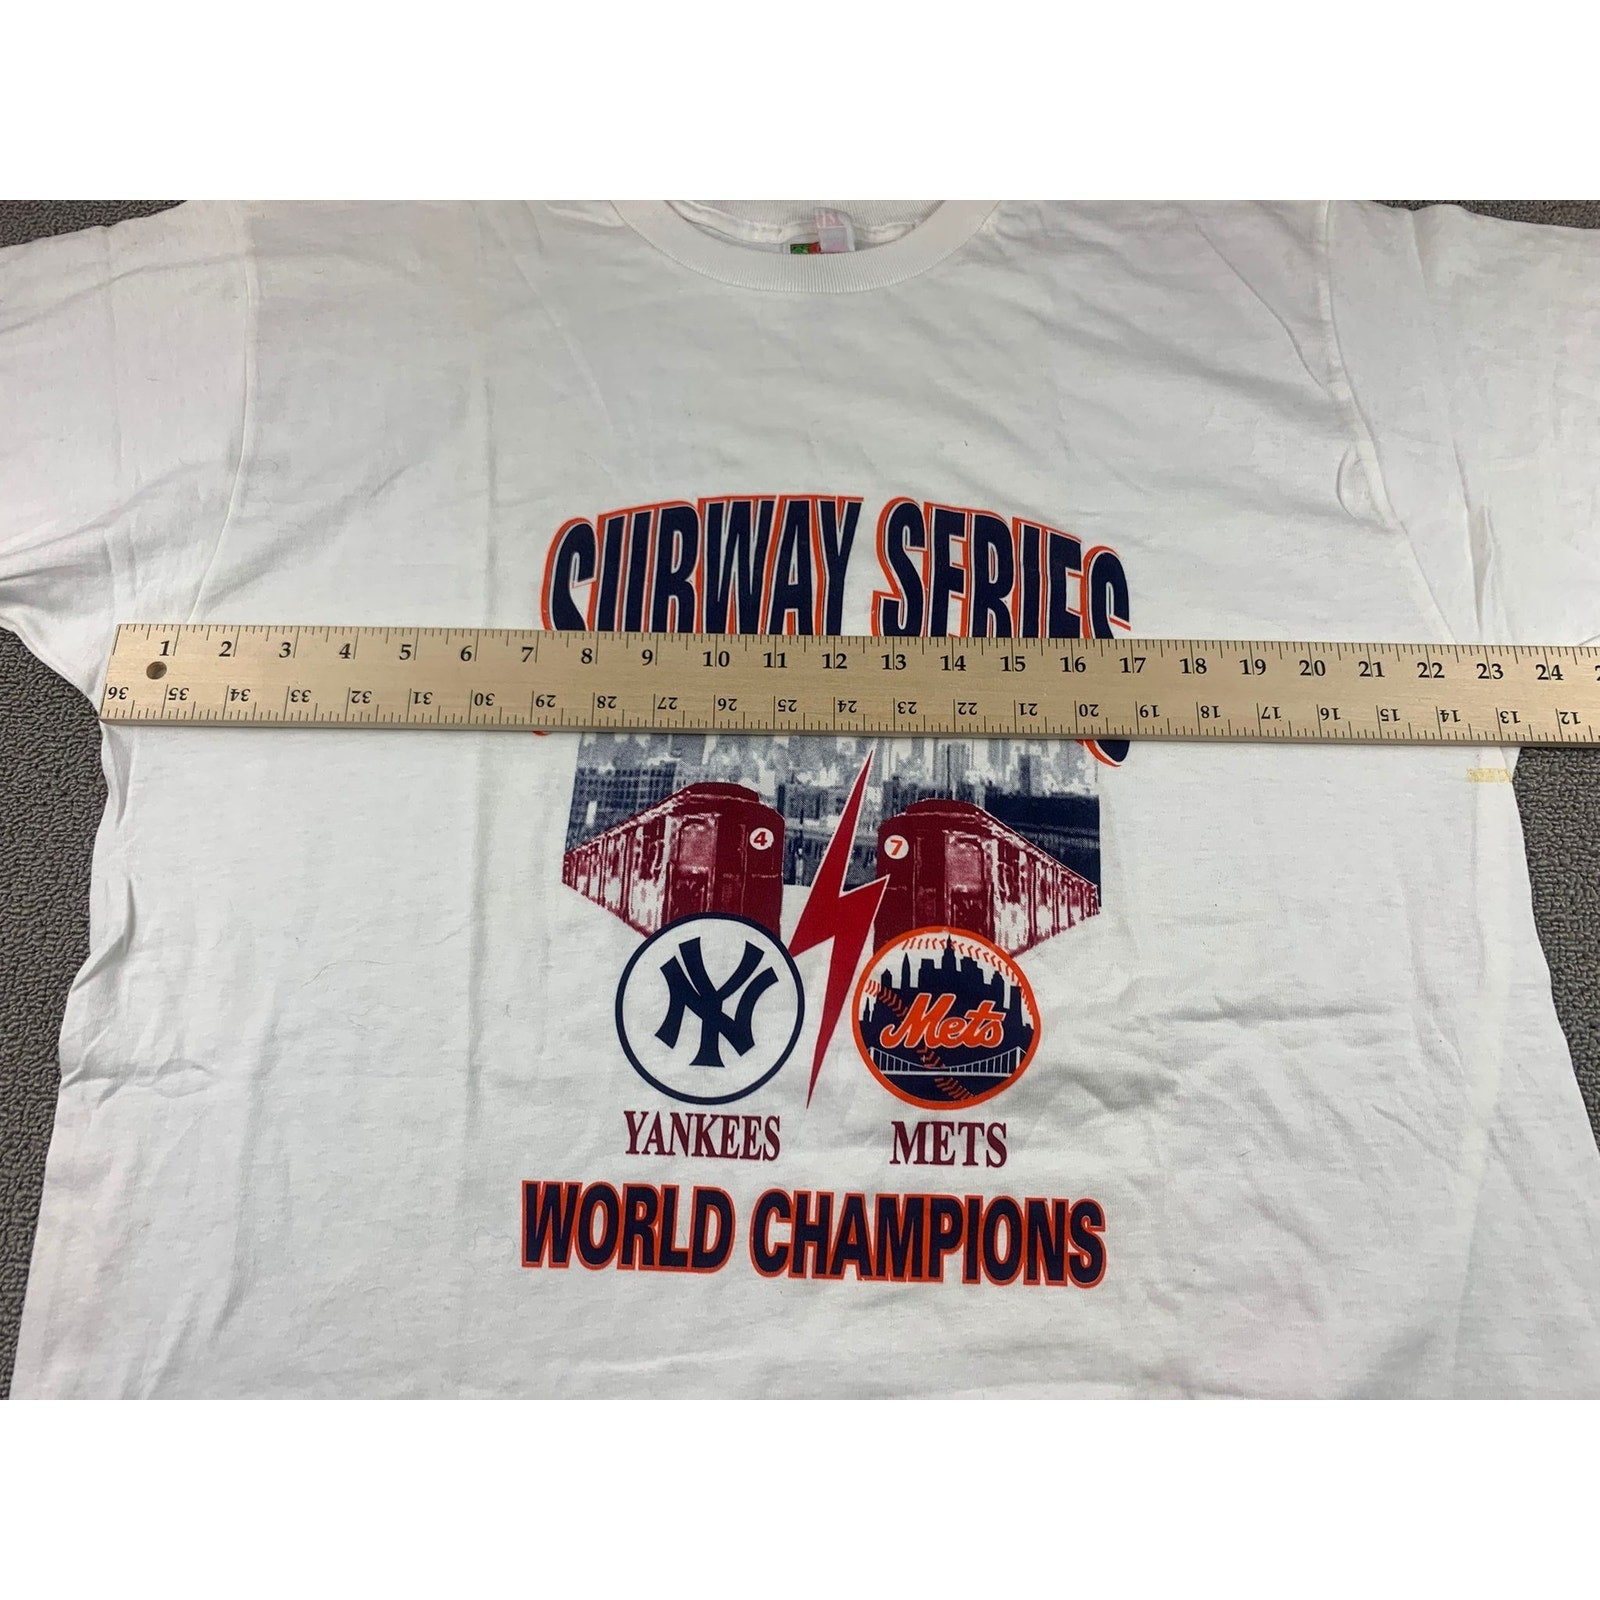 SUBWAY SERIES
1 2 3 4 5 6 7 8 9 10 11 12 13 14 15 16 17 18 19 20 21 22 23 24
36 35 34 33 32 31 30 29 28 27 26 25 24 23 22 21 20 19 18 17 16 15 14 13 12
4 7
NY Mets
YANKEES METS
WORLD CHAMPIONS